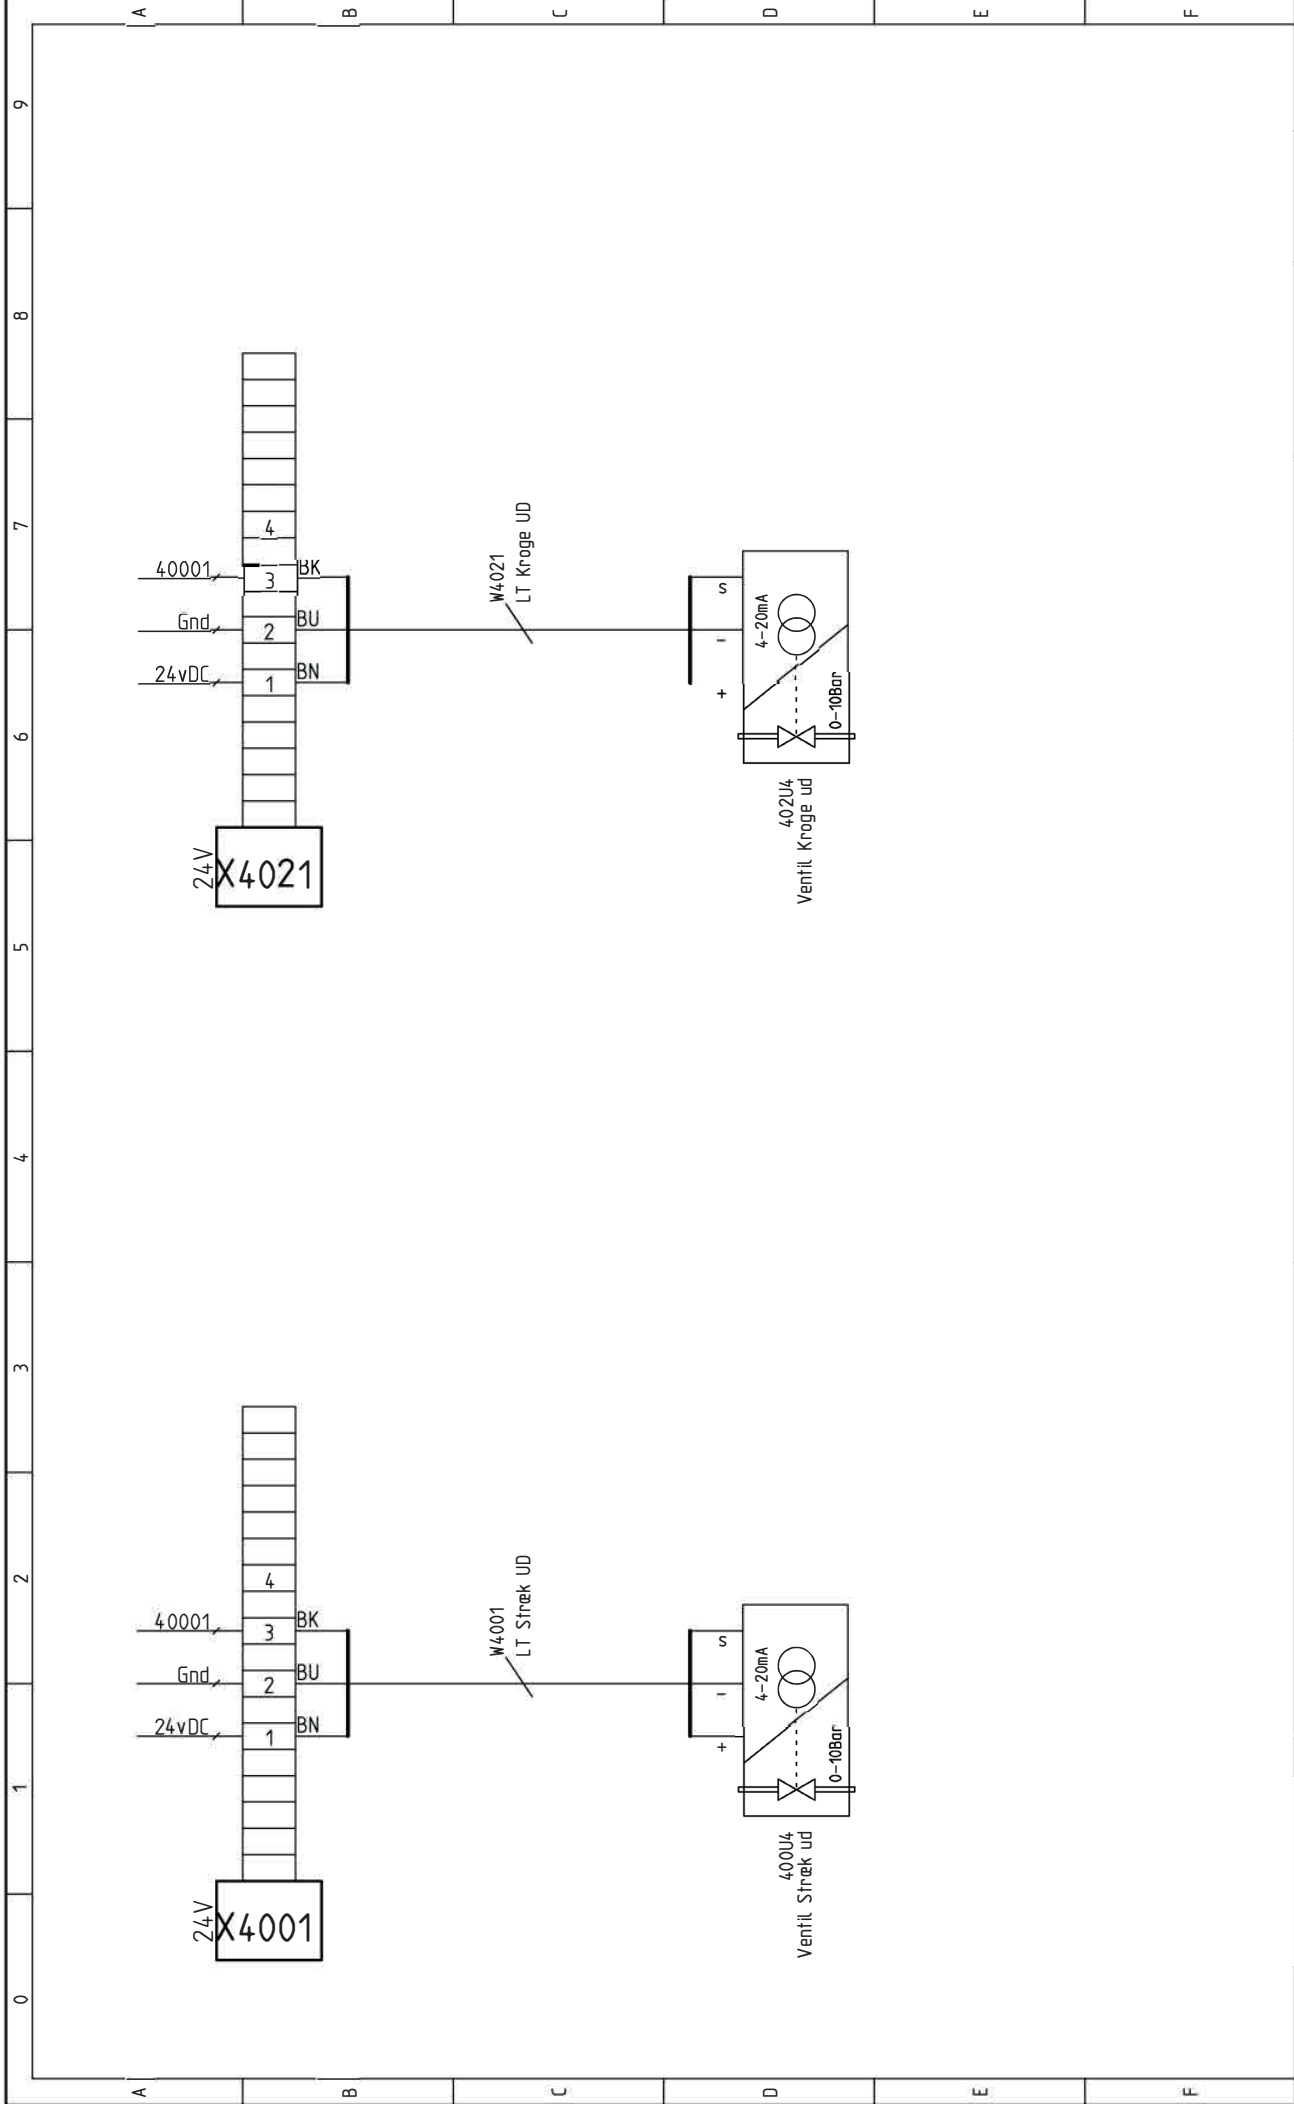 0
1
2
3
4
5
6
7
8
9
A
A
B
B
C
C
D
D
E
E
F
F
24V
X4001
24vDC
Gnd
40001
1
2
3
4
BN
BU
BK
W4001
LT Stræk UD
+
-
S
4-20mA
0-10Bar
400U4
Ventil Stræk ud
24V
X4021
24vDC
Gnd
40001
1
2
3
4
BN
BU
BK
W4021
LT Kroge UD
+
-
S
4-20mA
0-10Bar
402U4
Ventil Kroge ud